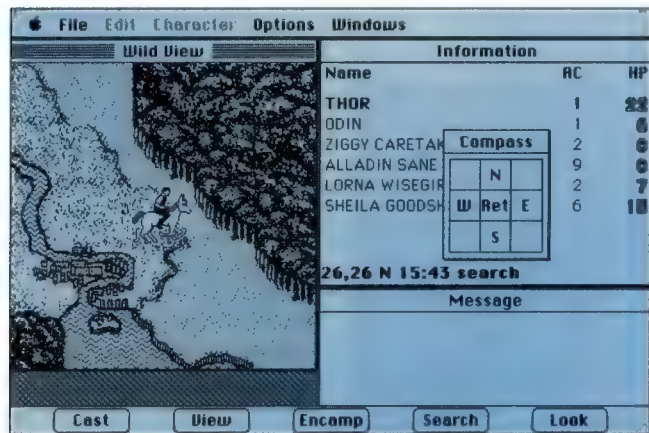 File Edit Character Options Windows
Wild View
Information
Name AC HP
THOR 1 22
ODIN 1
ZIGGY CARETAK 2
ALLADIN SANE 9
LORNA WISEGIR 2 7
SHEILA GOODSH 6
Compass
N
W Ret E
S
26,26 N 15:43 search
Message
Cast View Encamp Search Look